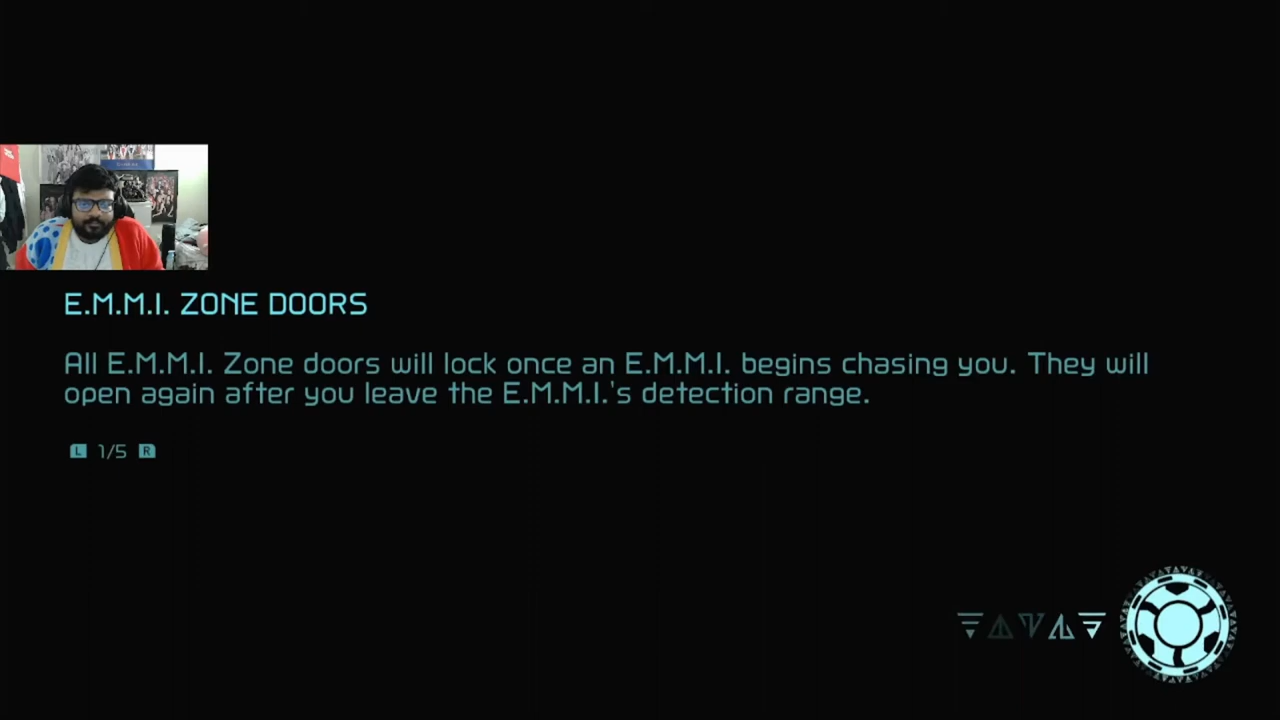 E.M.M.I. ZONE DOORS
All E.M.M.I. Zone doors will lock once an E.M.M.I. begins chasing you. They will
open again after you leave the E.M.M.I.'s detection range.
L 1/5 R